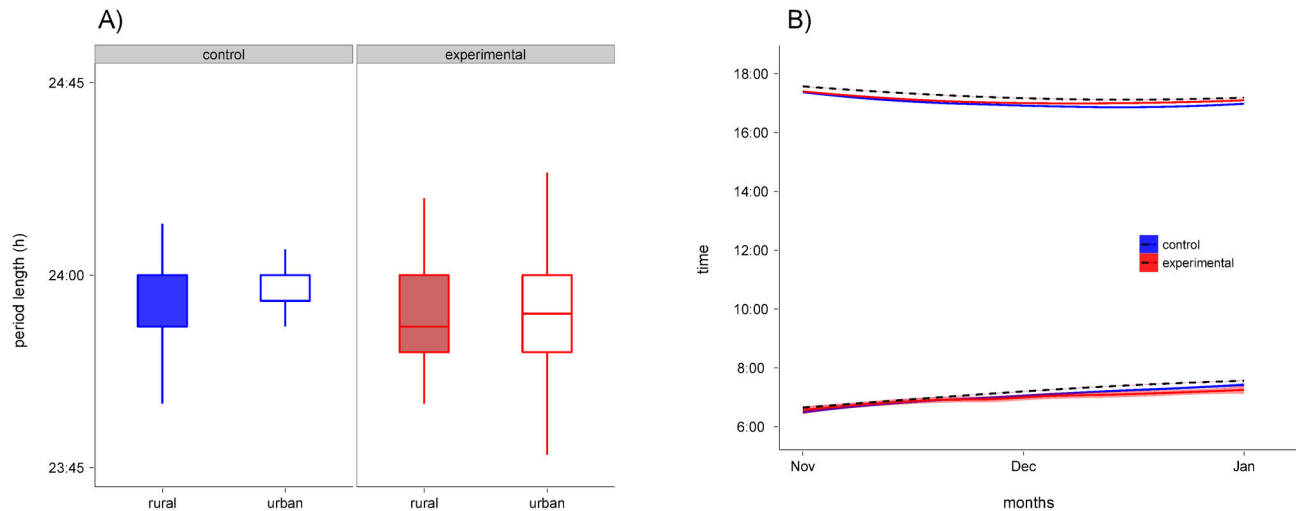 A)
control experimental
24:45
24:00
23:45
period length (h)
rural urban rural urban
B)
18:00
16:00
14:00
12:00
10:00
8:00
6:00
time
control
experimental
Nov Dec Jan
months